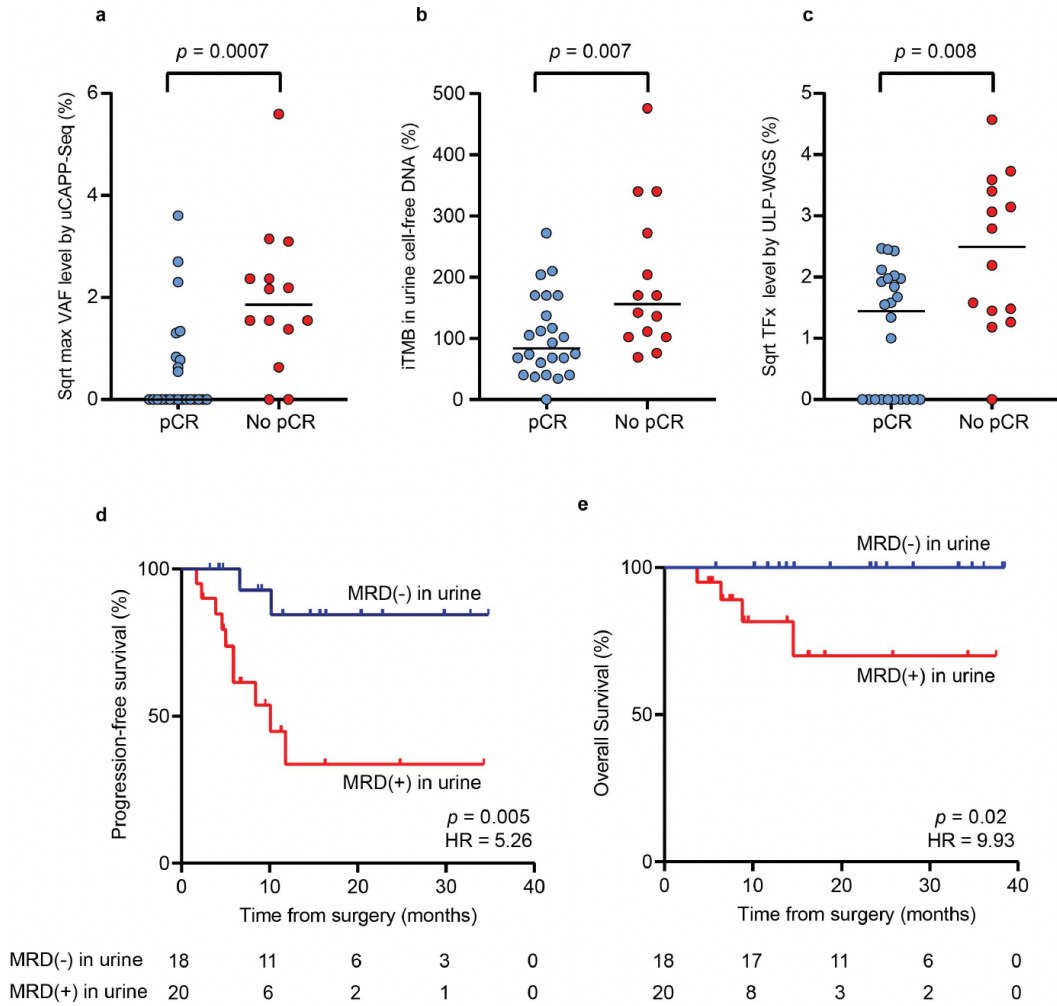 a
b
c
p = 0.0007
p = 0.007
p = 0.008
Sqrt max VAF level by uCAPP-Seq (%)
6
4
2
0
pCR
No pCR
iTMB in urine cell-free DNA (%)
500
400
300
200
100
0
pCR
No pCR
Sqrt TFx level by ULP-WGS (%)
5
4
3
2
1
0
pCR
No pCR
d
Progression-free survival (%)
100
50
0
MRD(-) in urine
MRD(+) in urine
p = 0.005
HR = 5.26
0 10 20 30 40
Time from surgery (months)
e
Overall Survival (%)
100
50
0
MRD(-) in urine
MRD(+) in urine
p = 0.02
HR = 9.93
0 10 20 30 40
Time from surgery (months)
MRD(-) in urine 18 11 6 3 0 18 17 11 6 0
MRD(+) in urine 20 6 2 1 0 20 8 3 2 0